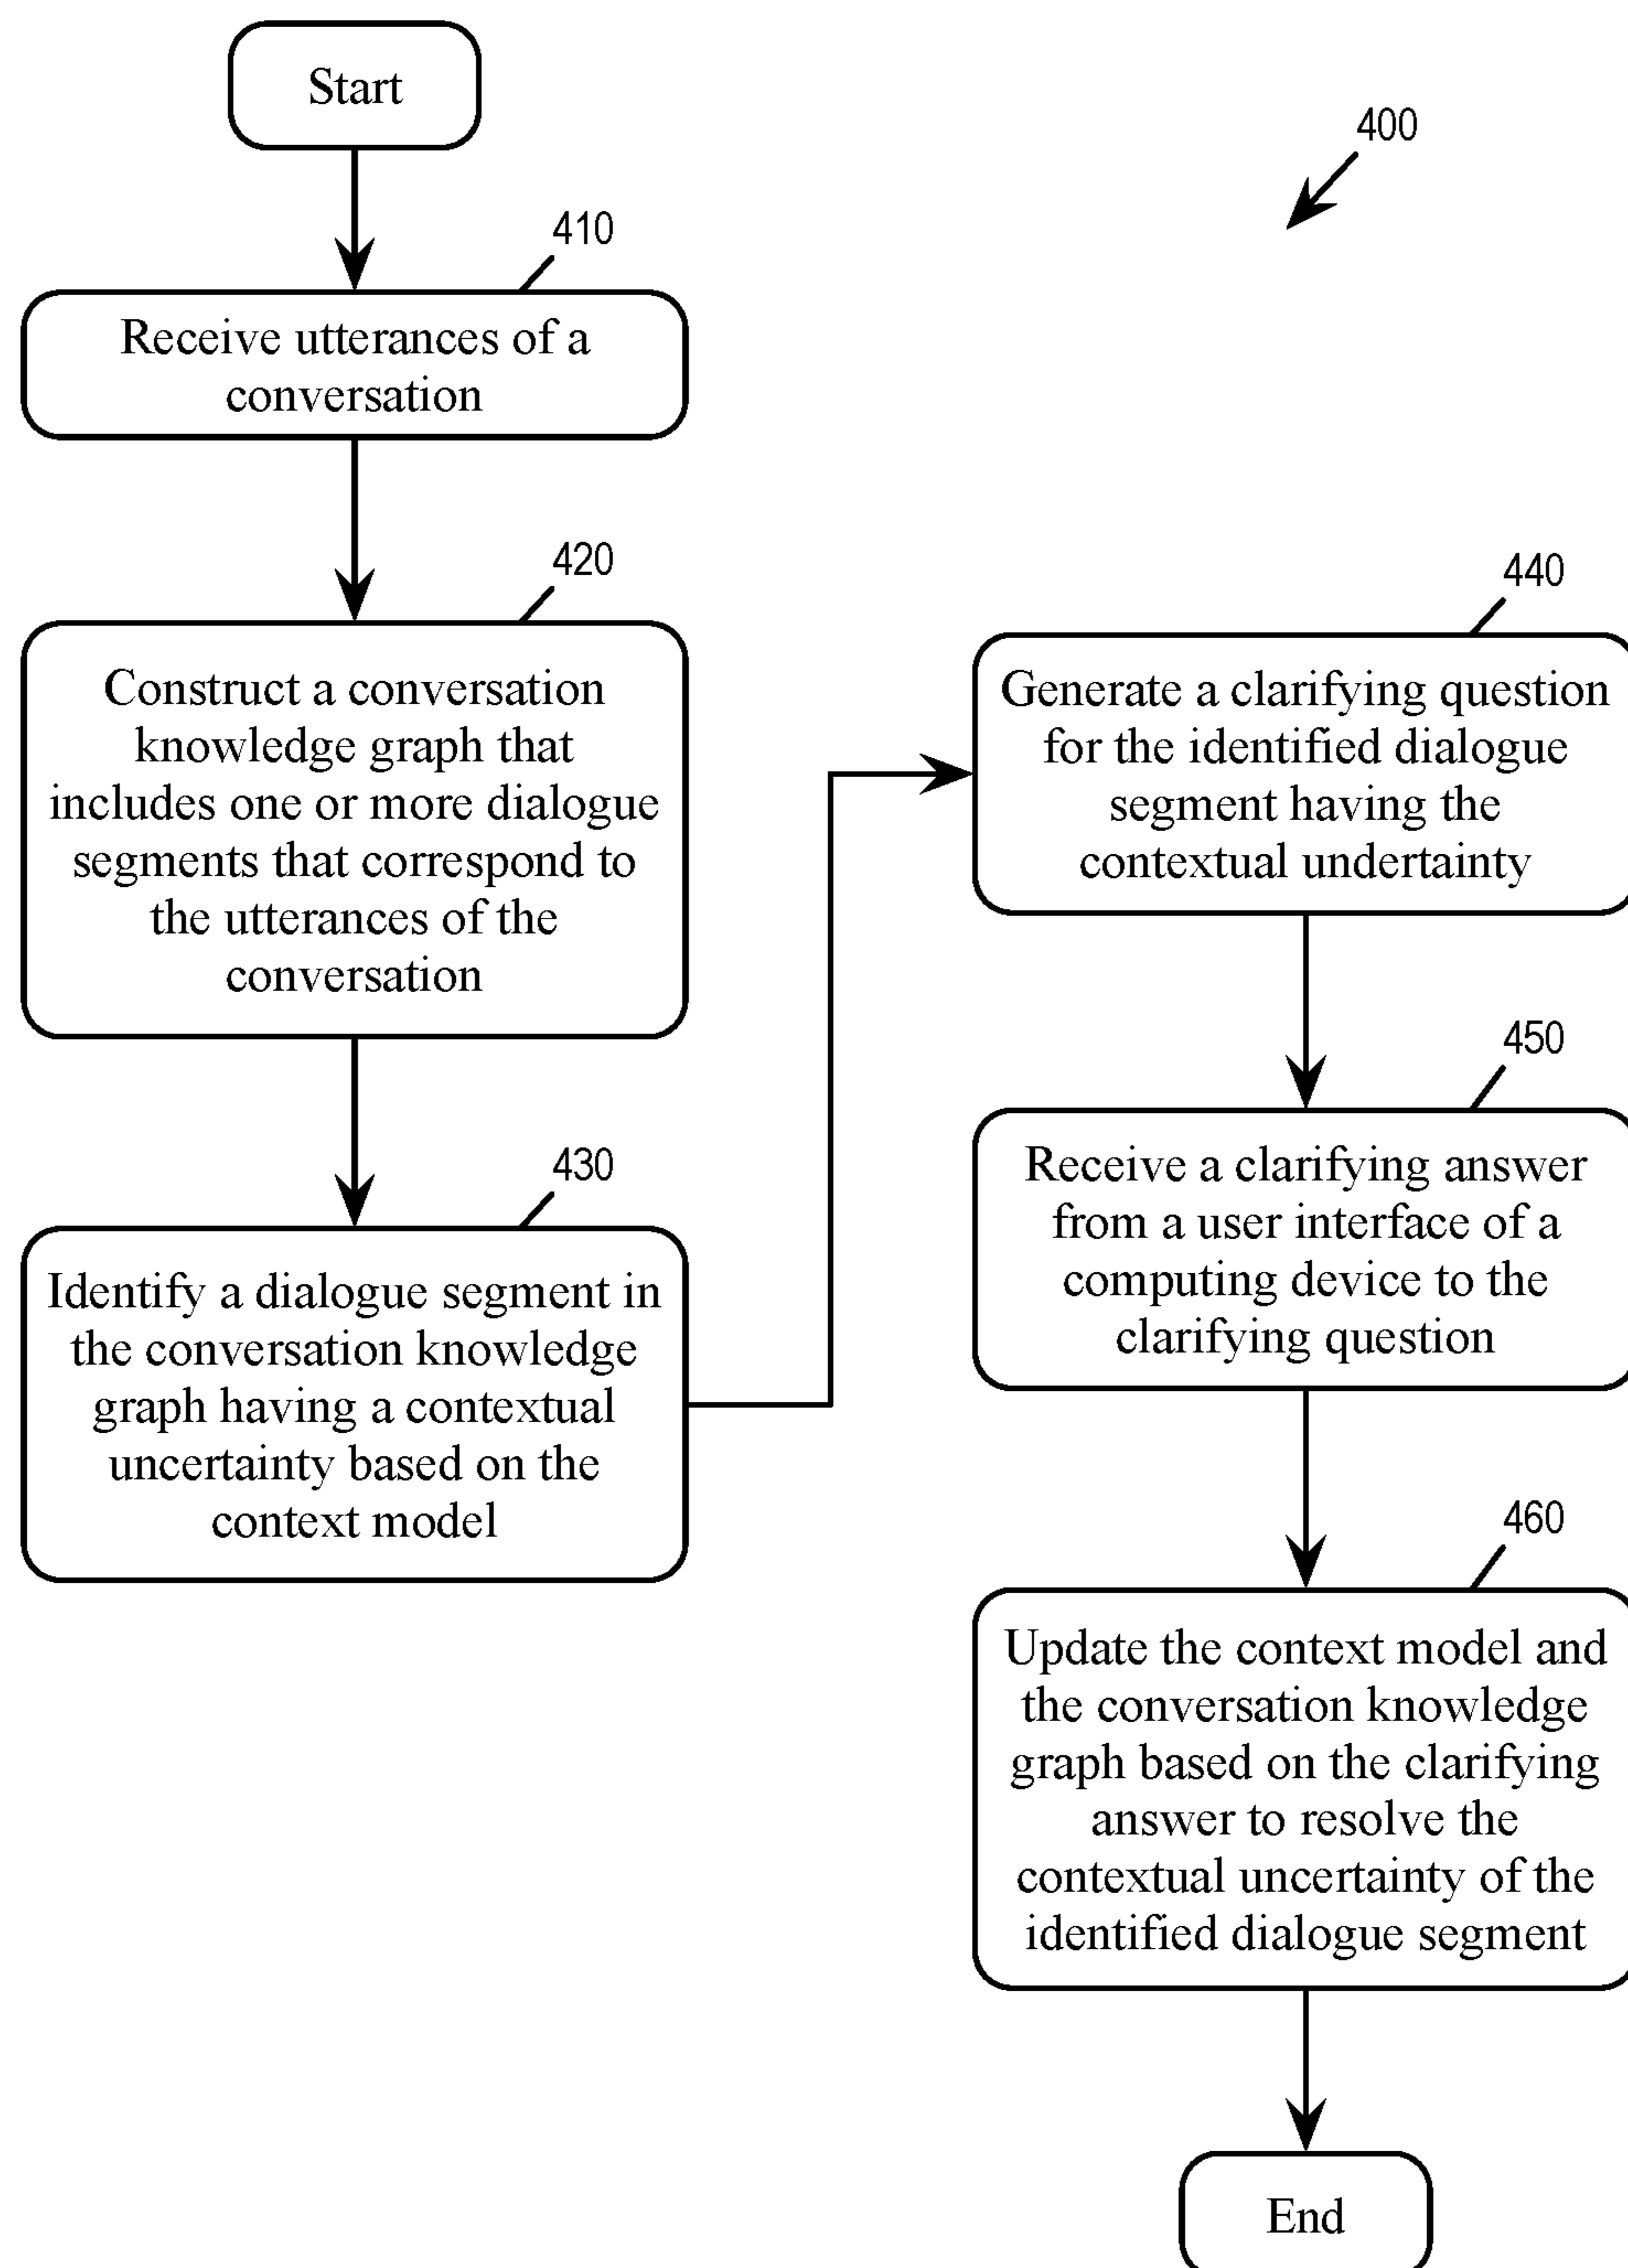 Start
400
410
Receive utterances of a
conversation
420
Construct a conversation
knowledge graph that
includes one or more dialogue
segments that correspond to
the utterances of the
conversation
430
Identify a dialogue segment in
the conversation knowledge
graph having a contextual
uncertainty based on the
context model
440
Generate a clarifying question
for the identified dialogue
segment having the
contextual undertainty
450
Receive a clarifying answer
from a user interface of a
computing device to the
clarifying question
460
Update the context model and
the conversation knowledge
graph based on the clarifying
answer to resolve the
contextual uncertainty of the
identified dialogue segment
End